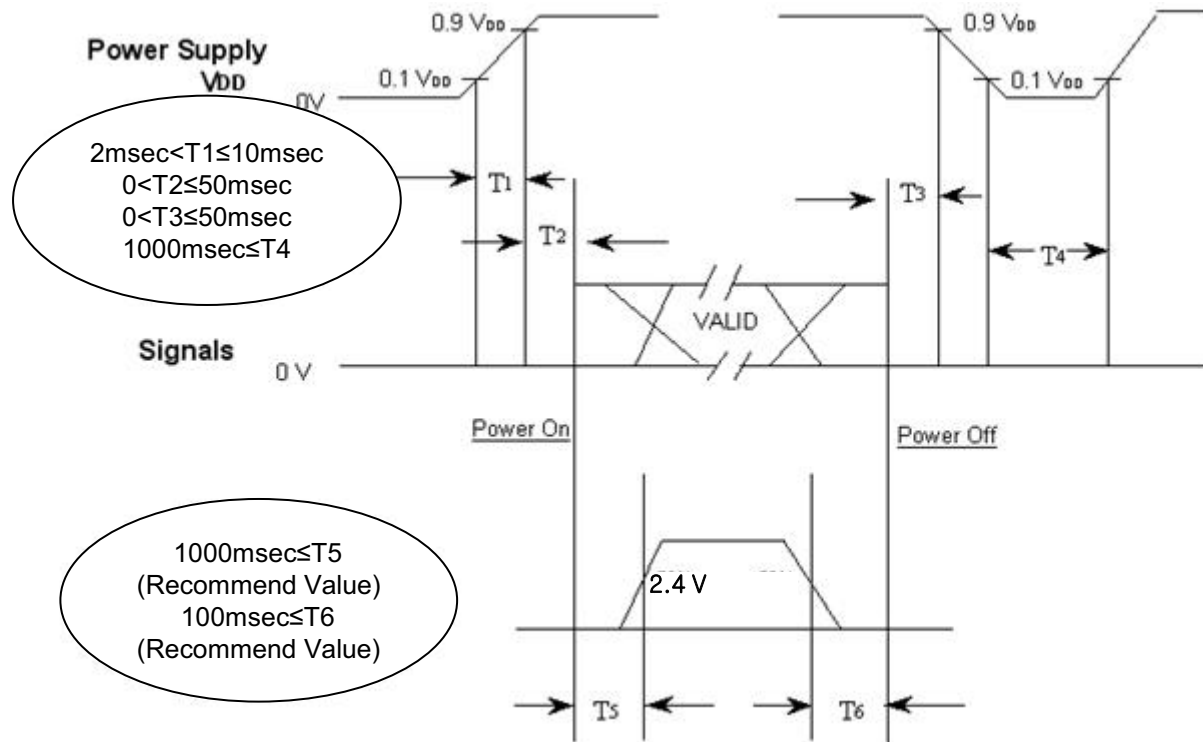 0.9 VDD
0.9 VDD
Power Supply
VDD
0.1 VDD
0.1 VDD
0V
2msec<T1≤10msec
0<T2≤50msec
0<T3≤50msec
1000msec≤T4
T1
T3
T2
T4
VALID
Signals
0 V
Power On
Power Off
1000msec≤T5
(Recommend Value)
100msec≤T6
(Recommend Value)
2.4 V
T5
T6